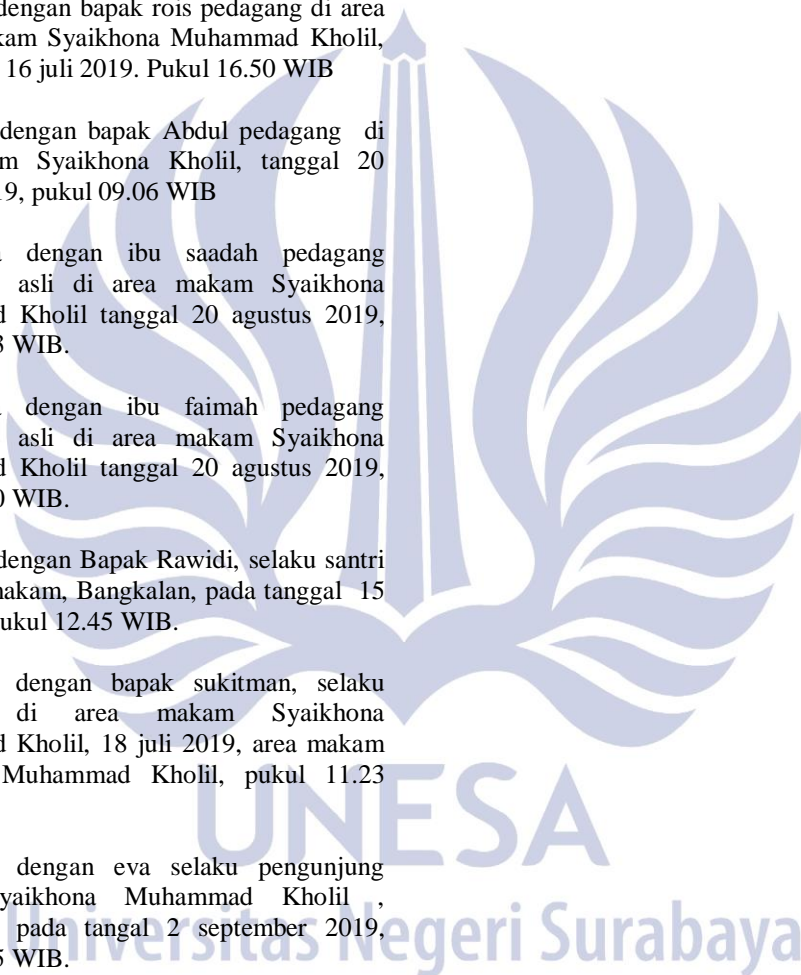 dengan bapak rois pedagang di area
kam Syaikhona Muhammad Kholil,
16 juli 2019. Pukul 16.50 WIB
dengan bapak Abdul pedagang di
m Syaikhona Kholil, tanggal 20
19, pukul 09.06 WIB
dengan ibu saadah pedagang
asli di area makam Syaikhona
d Kholil tanggal 20 agustus 2019,
3 WIB.
dengan ibu faimah pedagang
asli di area makam Syaikhona
d Kholil tanggal 20 agustus 2019,
0 WIB.
dengan Bapak Rawidi, selaku santri
makam, Bangkalan, pada tanggal 15
pukul 12.45 WIB.
dengan bapak sukitman, selaku
di area makam Syaikhona
d Kholil, 18 juli 2019, area makam
Muhammad Kholil, pukul 11.23
dengan eva selaku pengunjung
yaikhona Muhammad Kholil ,
pada tangal 2 september 2019,
5 WIB.
UNESA
Universitas Negeri Surabaya